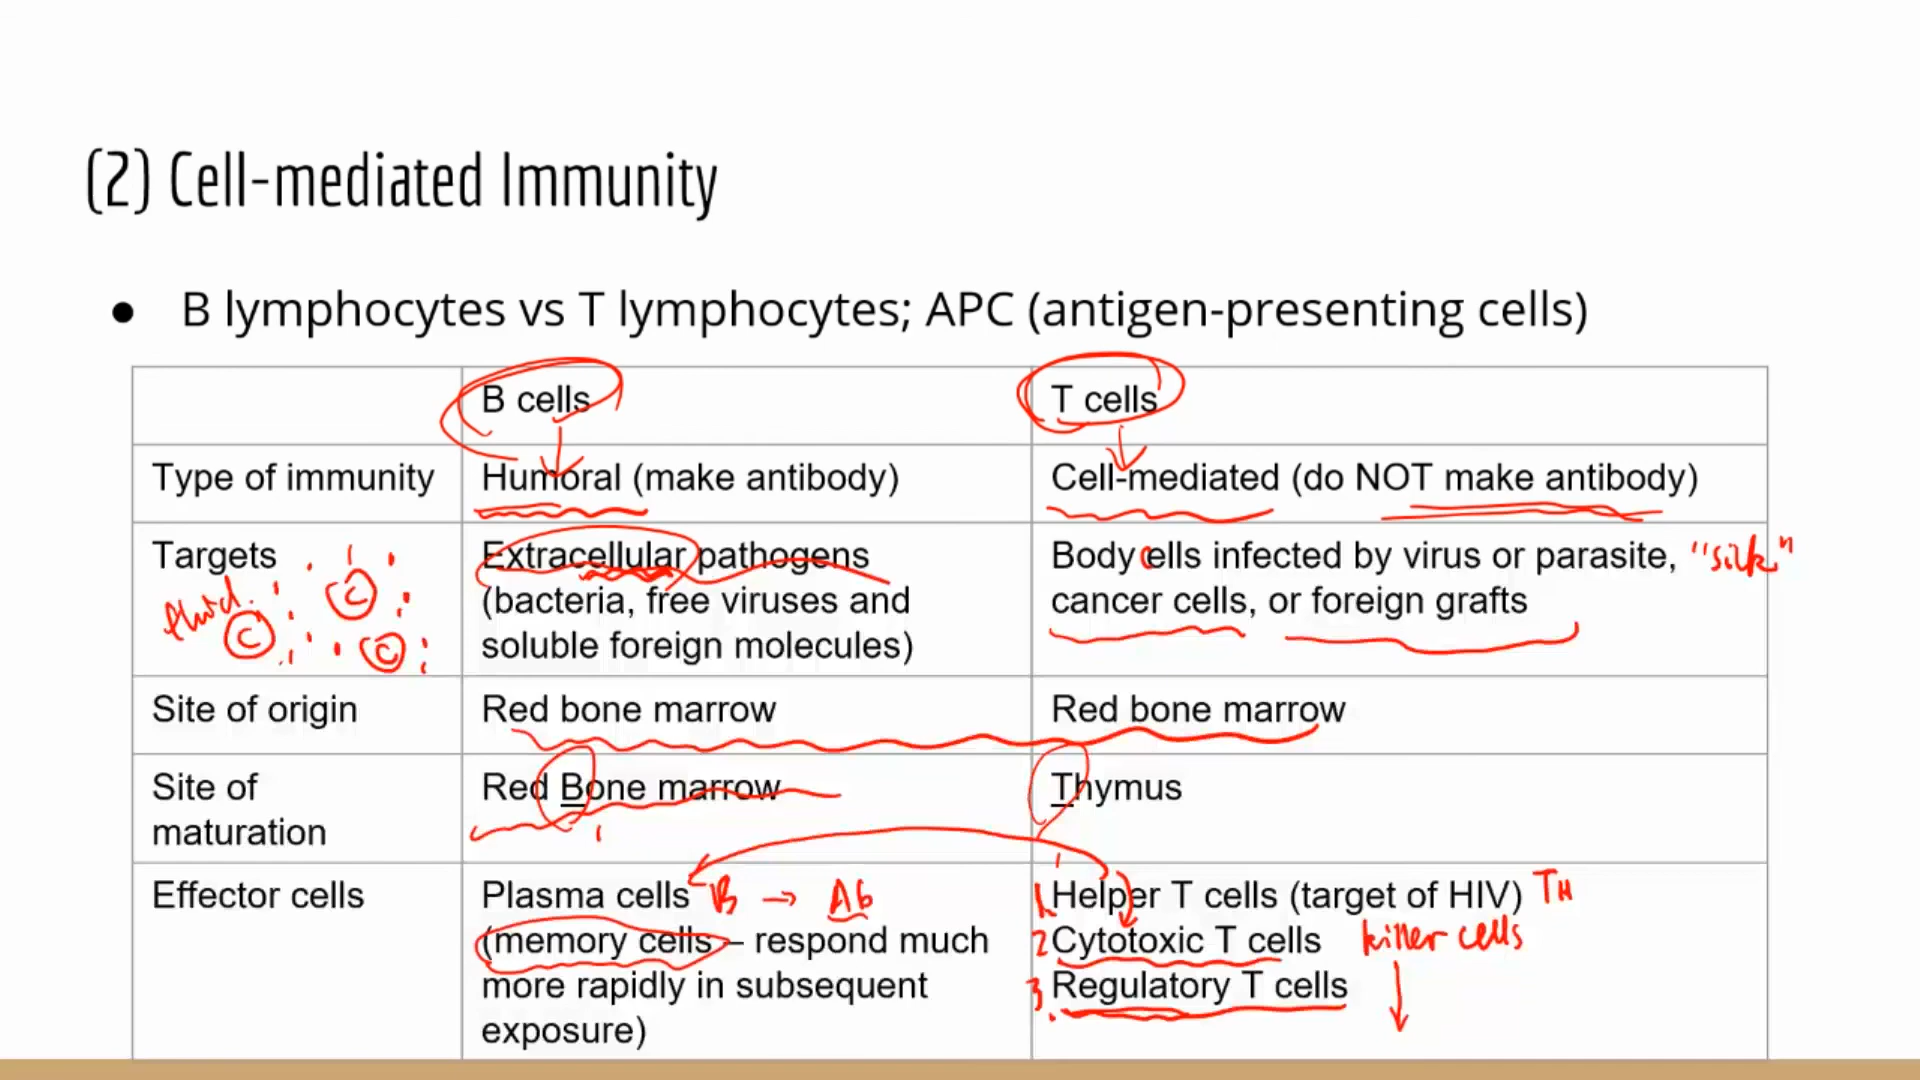 (2) Cell-mediated Immunity
● B lymphocytes vs T lymphocytes; APC (antigen-presenting cells)
B cells
T cells
Type of immunity
Humoral (make antibody)
Cell-mediated (do NOT make antibody)
Targets
fluid
C
C
C
Extracellular pathogens
(bacteria, free viruses and
soluble foreign molecules)
Body cells infected by virus or parasite,
cancer cells, or foreign grafts
Site of origin
Red bone marrow
Red bone marrow
Site of
maturation
Red Bone marrow
Thymus
Effector cells
Plasma cells B → Ab
(memory cells – respond much
more rapidly in subsequent
exposure)
1. Helper T cells (target of HIV) TH
2 Cytotoxic T cells killer cells
3. Regulatory T cells